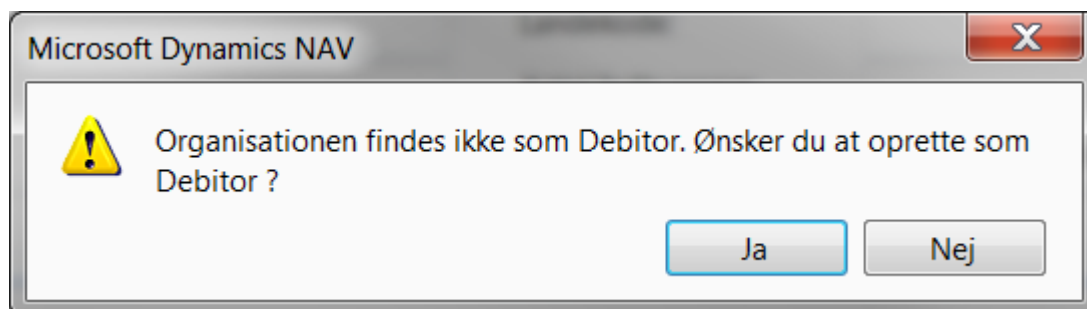 Microsoft Dynamics NAV
Organisationen findes ikke som Debitor. Ønsker du at oprette som
Debitor ?
Ja
Nej